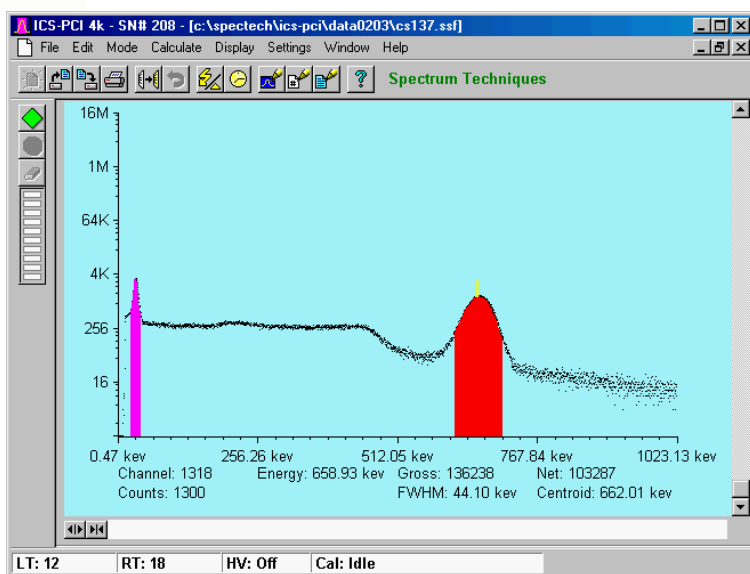 ICS-PCI 4k - SN# 208 - [c:\spectech\ics-pci\data0203\cs137.ssf]
File Edit Mode Calculate Display Settings Window Help
Spectrum Techniques
16M
1M
64K
4K
256
16
0.47 kev 256.26 kev 512.05 kev 767.84 kev 1023.13 kev
Channel: 1318 Energy: 658.93 kev Gross: 136238 Net: 103287
Counts: 1300 FWHM: 44.10 kev Centroid: 662.01 kev
LT: 12 RT: 18 HV: Off Cal: Idle